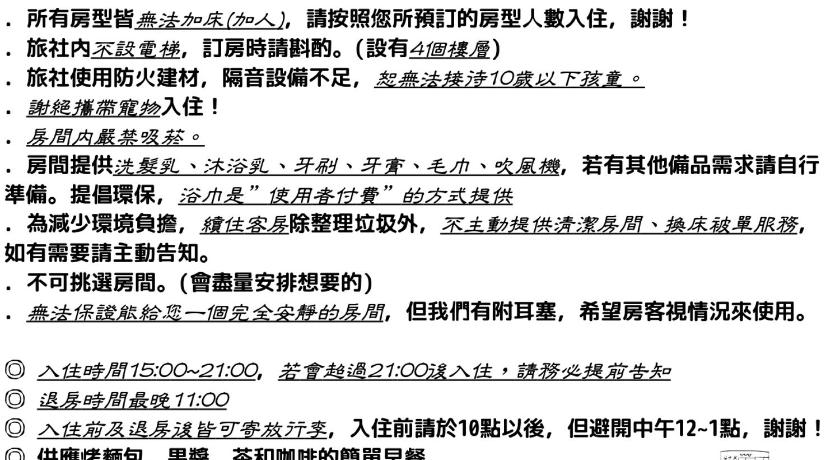 ．所有房型皆無法加床(加人)，請按照您所預訂的房型人數入住，謝謝！
．旅社內不設電梯，訂房時請斟酌。(設有4個樓層)
．旅社使用防火建材，隔音設備不足，恕無法接待10歲以下孩童。
．謝絕攜帶寵物入住！
．房間內嚴禁吸菸。
．房間提供洗髮乳、沐浴乳、牙刷、牙膏、毛巾、吹風機，若有其他備品需求請自行
準備。提倡環保，浴巾是”使用者付費”的方式提供
．為減少環境負擔，續住客房除整理垃圾外，不主動提供清潔房間、換床被單服務，
如有需要請主動告知。
．不可挑選房間。(會盡量安排想要的)
．無法保證能給您一個完全安靜的房間，但我們有附耳塞，希望房客視情況來使用。
◎ 入住時間15:00~21:00，若會超過21:00後入住，請務必提前告知
◎ 退房時間最晚11:00
◎ 入住前及退房後皆可寄放行李，入住前請於10點以後，但避開中午12~1點，謝謝！
◎ 供應烤麵包、果醬、茶和咖啡的簡單早餐